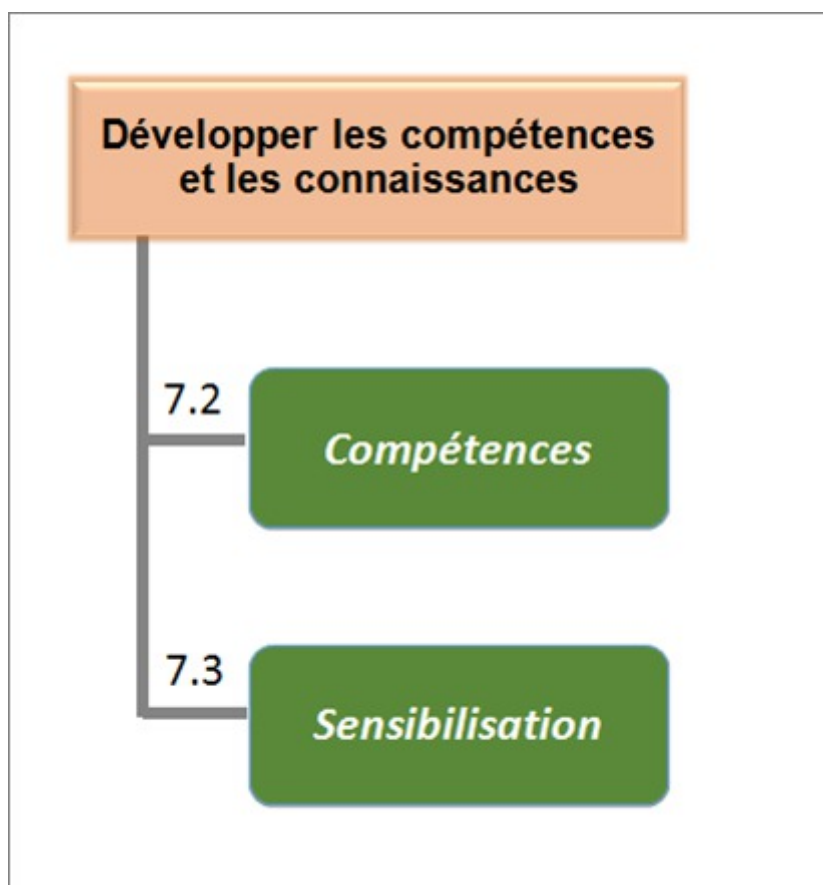 Développer les compétences
et les connaissances
7.2
Compétences
7.3
Sensibilisation